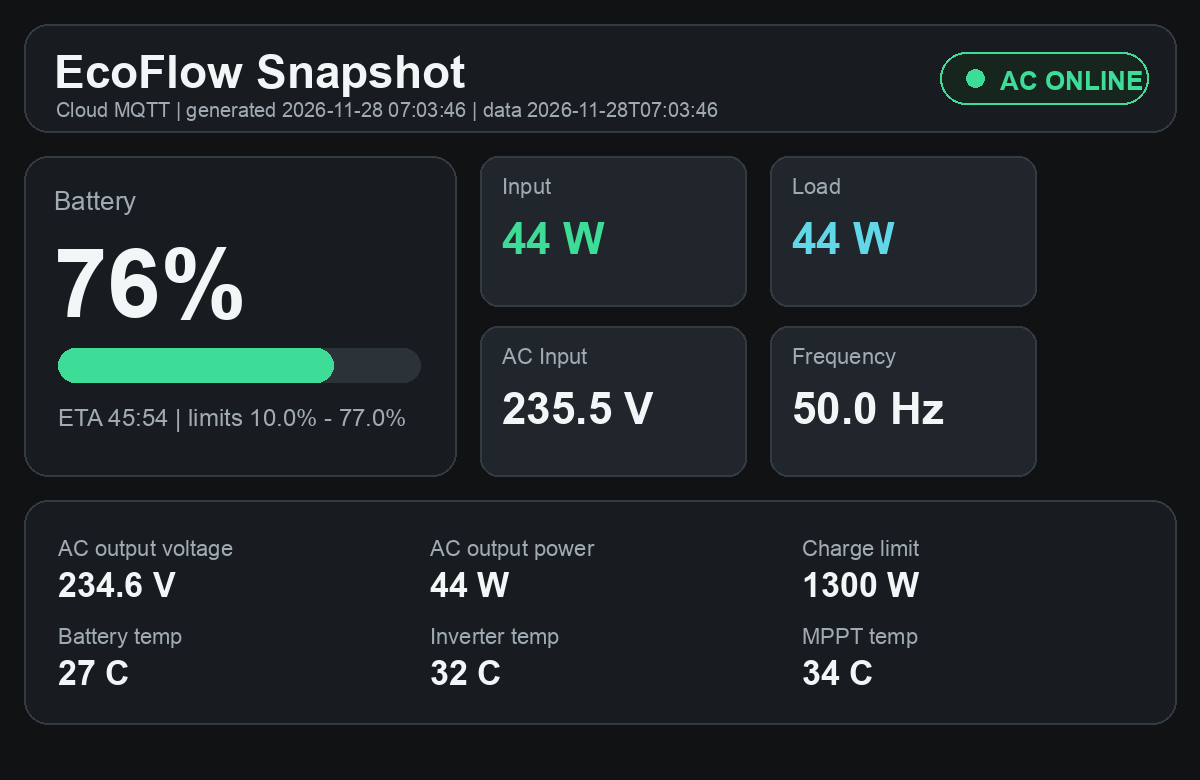 EcoFlow Snapshot
Cloud MQTT | generated 2026-11-28 07:03:46 | data 2026-11-28T07:03:46
AC ONLINE
Battery
76%
ETA 45:54 | limits 10.0% - 77.0%
Input
44 W
Load
44 W
AC Input
235.5 V
Frequency
50.0 Hz
AC output voltage
234.6 V
AC output power
44 W
Charge limit
1300 W
Battery temp
27 C
Inverter temp
32 C
MPPT temp
34 C